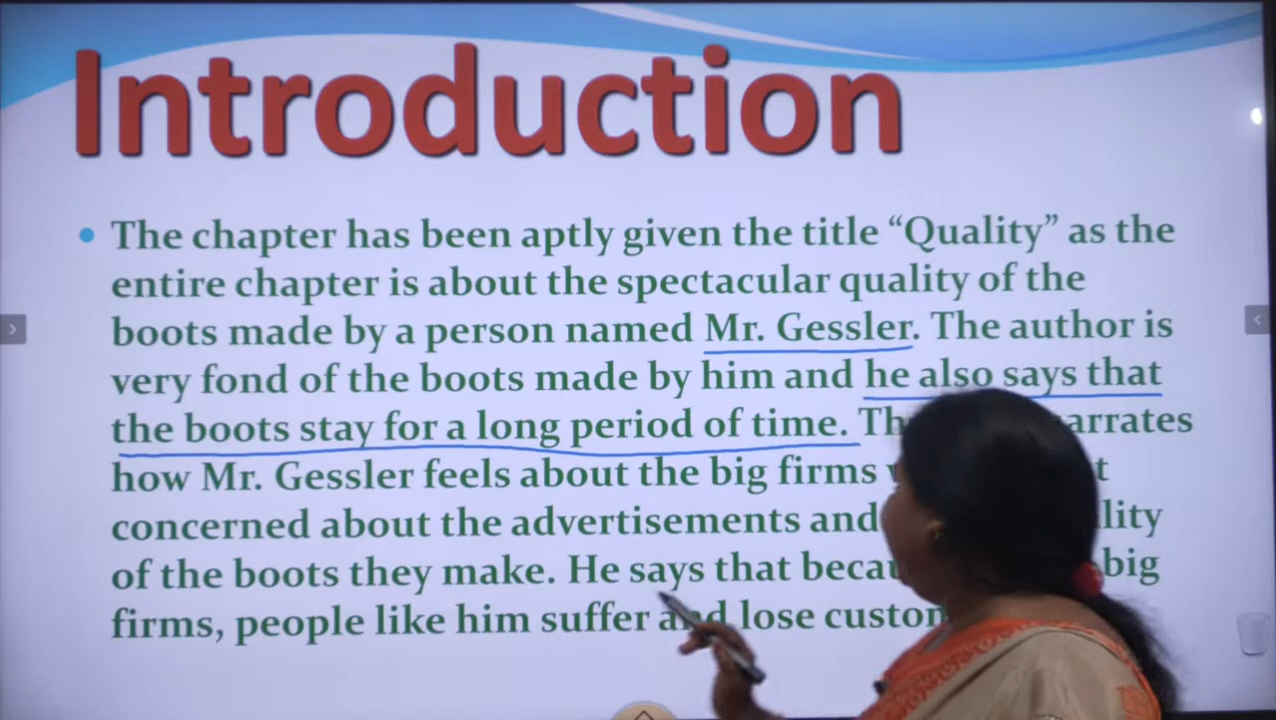 Introduction
• The chapter has been aptly given the title “Quality” as the
entire chapter is about the spectacular quality of the
boots made by a person named Mr. Gessler. The author is
very fond of the boots made by him and he also says that
the boots stay for a long period of time.
how Mr. Gessler feels about the big firms
concerned about the advertisements and
of the boots they make. He says that big
firms, people like him suffer and lose